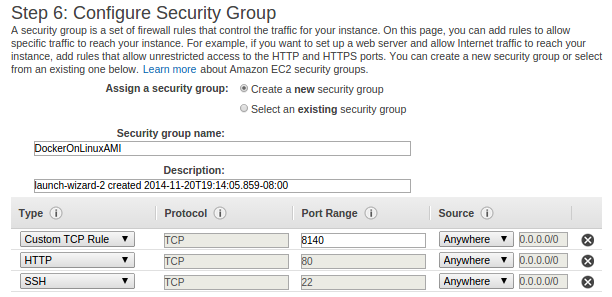 Step 6: Configure Security Group
A security group is a set of firewall rules that control the traffic for your instance. On this page, you can add rules to allow
specific traffic to reach your instance. For example, if you want to set up a web server and allow Internet traffic to reach your
instance, add rules that allow unrestricted access to the HTTP and HTTPS ports. You can create a new security group or select
from an existing one below. Learn more about Amazon EC2 security groups.
Assign a security group: Create a new security group
Select an existing security group
Security group name:
DockerOnLinuxAMI
Description:
launch-wizard-2 created 2014-11-20T19:14:05.859-08:00
Type i Protocol i Port Range i Source i
Custom TCP Rule TCP 8140 Anywhere 0.0.0.0/0
HTTP TCP 80 Anywhere 0.0.0.0/0
SSH TCP 22 Anywhere 0.0.0.0/0